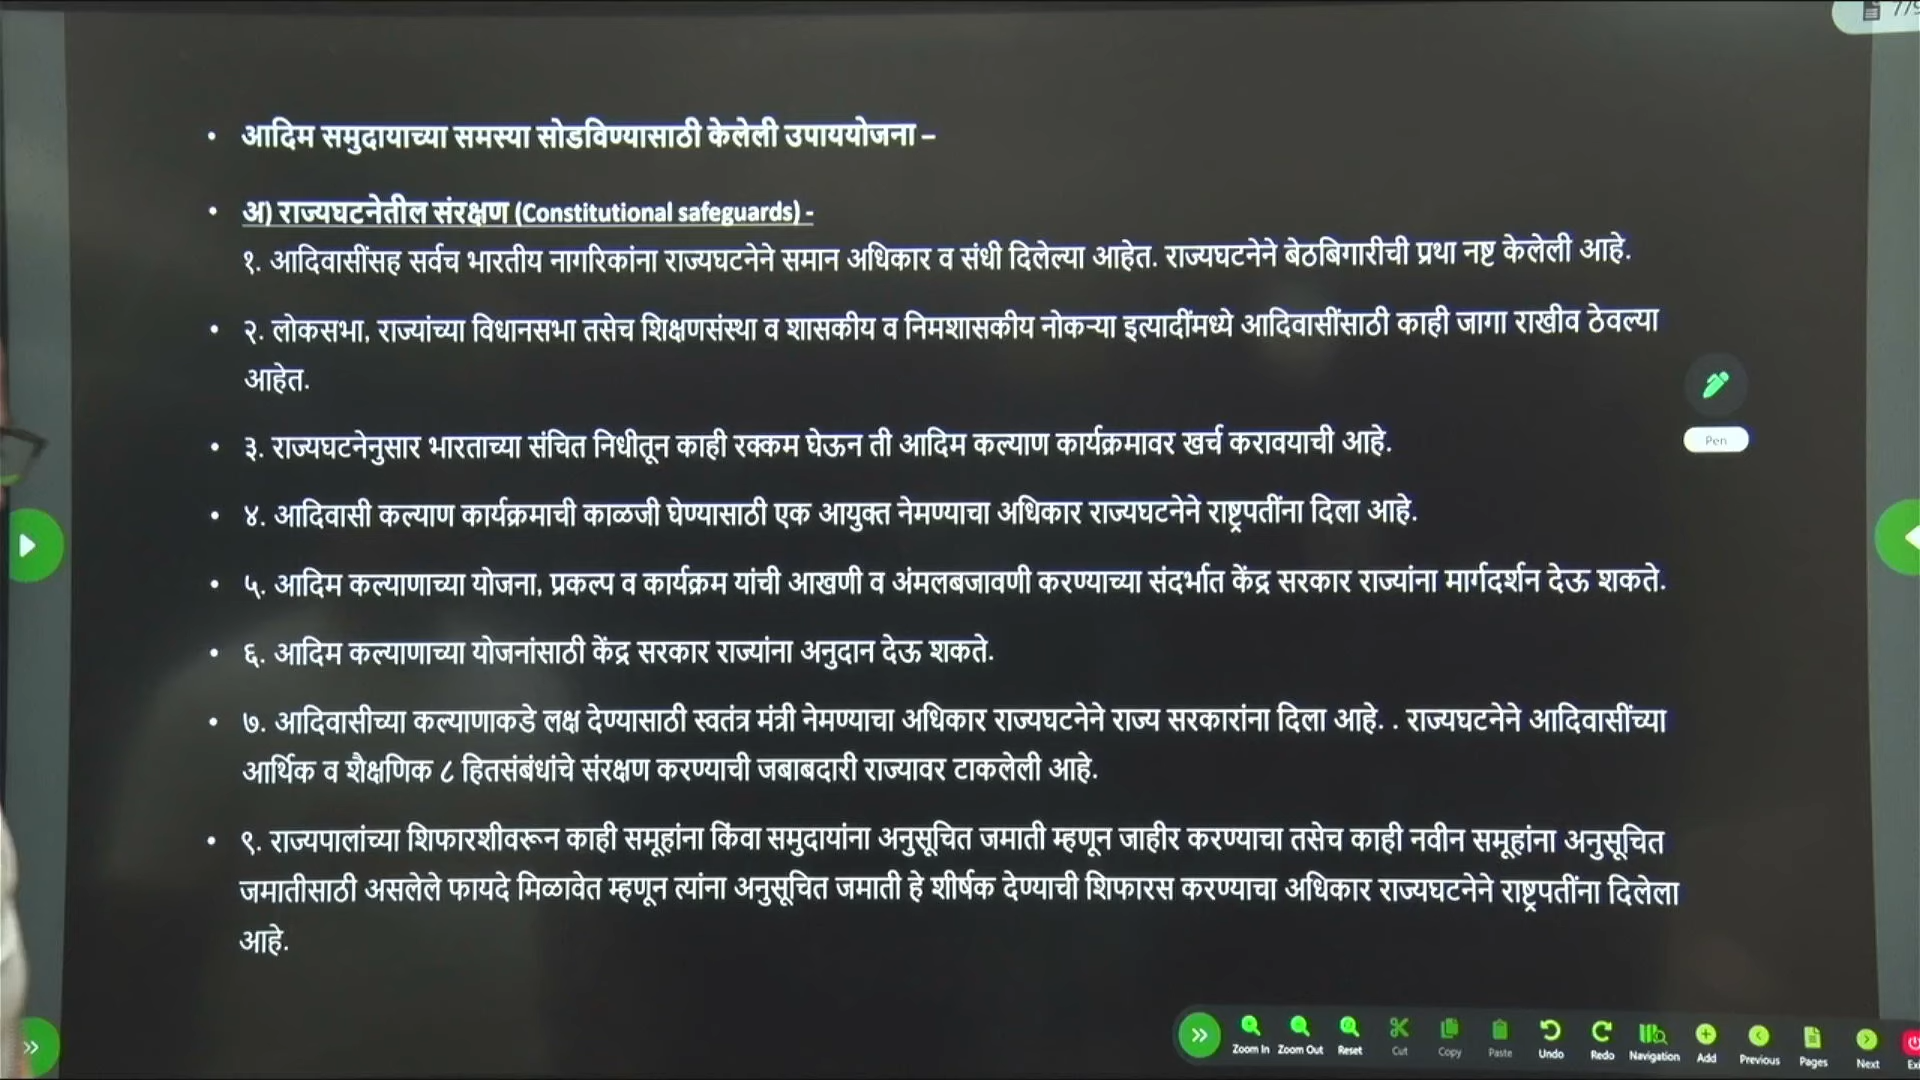 779
आदिम समुदायाच्या समस्या सोडविण्यासाठी केलेली उपाययोजना –
अ) राज्यघटनेतील संरक्षण (Constitutional safeguards) -
१. आदिवासींसह सर्वच भारतीय नागरिकांना राज्यघटनेने समान अधिकार व संधी दिलेल्या आहेत. राज्यघटनेने बेठबिगारीची प्रथा नष्ट केलेली आहे.
२. लोकसभा, राज्यांच्या विधानसभा तसेच शिक्षणसंस्था व शासकीय व निमशासकीय नोकऱ्या इत्यादींमध्ये आदिवासींसाठी काही जागा राखीव ठेवल्या
आहेत.
३. राज्यघटनेनुसार भारताच्या संचित निधीतून काही रक्कम घेऊन ती आदिम कल्याण कार्यक्रमावर खर्च करावयाची आहे.
४. आदिवासी कल्याण कार्यक्रमाची काळजी घेण्यासाठी एक आयुक्त नेमण्याचा अधिकार राज्यघटनेने राष्ट्रपतींना दिला आहे.
५. आदिम कल्याणाच्या योजना, प्रकल्प व कार्यक्रम यांची आखणी व अंमलबजावणी करण्याच्या संदर्भात केंद्र सरकार राज्यांना मार्गदर्शन देऊ शकते.
६. आदिम कल्याणाच्या योजनांसाठी केंद्र सरकार राज्यांना अनुदान देऊ शकते.
७. आदिवासीच्या कल्याणाकडे लक्ष देण्यासाठी स्वतंत्र मंत्री नेमण्याचा अधिकार राज्यघटनेने राज्य सरकारांना दिला आहे. . राज्यघटनेने आदिवासींच्या
आर्थिक व शैक्षणिक ८ हितसंबंधांचे संरक्षण करण्याची जबाबदारी राज्यावर टाकलेली आहे.
९. राज्यपालांच्या शिफारशीवरून काही समूहांना किंवा समुदायांना अनुसूचित जमाती म्हणून जाहीर करण्याचा तसेच काही नवीन समूहांना अनुसूचित
जमातीसाठी असलेले फायदे मिळावेत म्हणून त्यांना अनुसूचित जमाती हे शीर्षक देण्याची शिफारस करण्याचा अधिकार राज्यघटनेने राष्ट्रपतींना दिलेला
आहे.
Pen
Zoom In Zoom Out Reset Cut Copy Paste Undo Redo Navigation Add Previous Pages Next